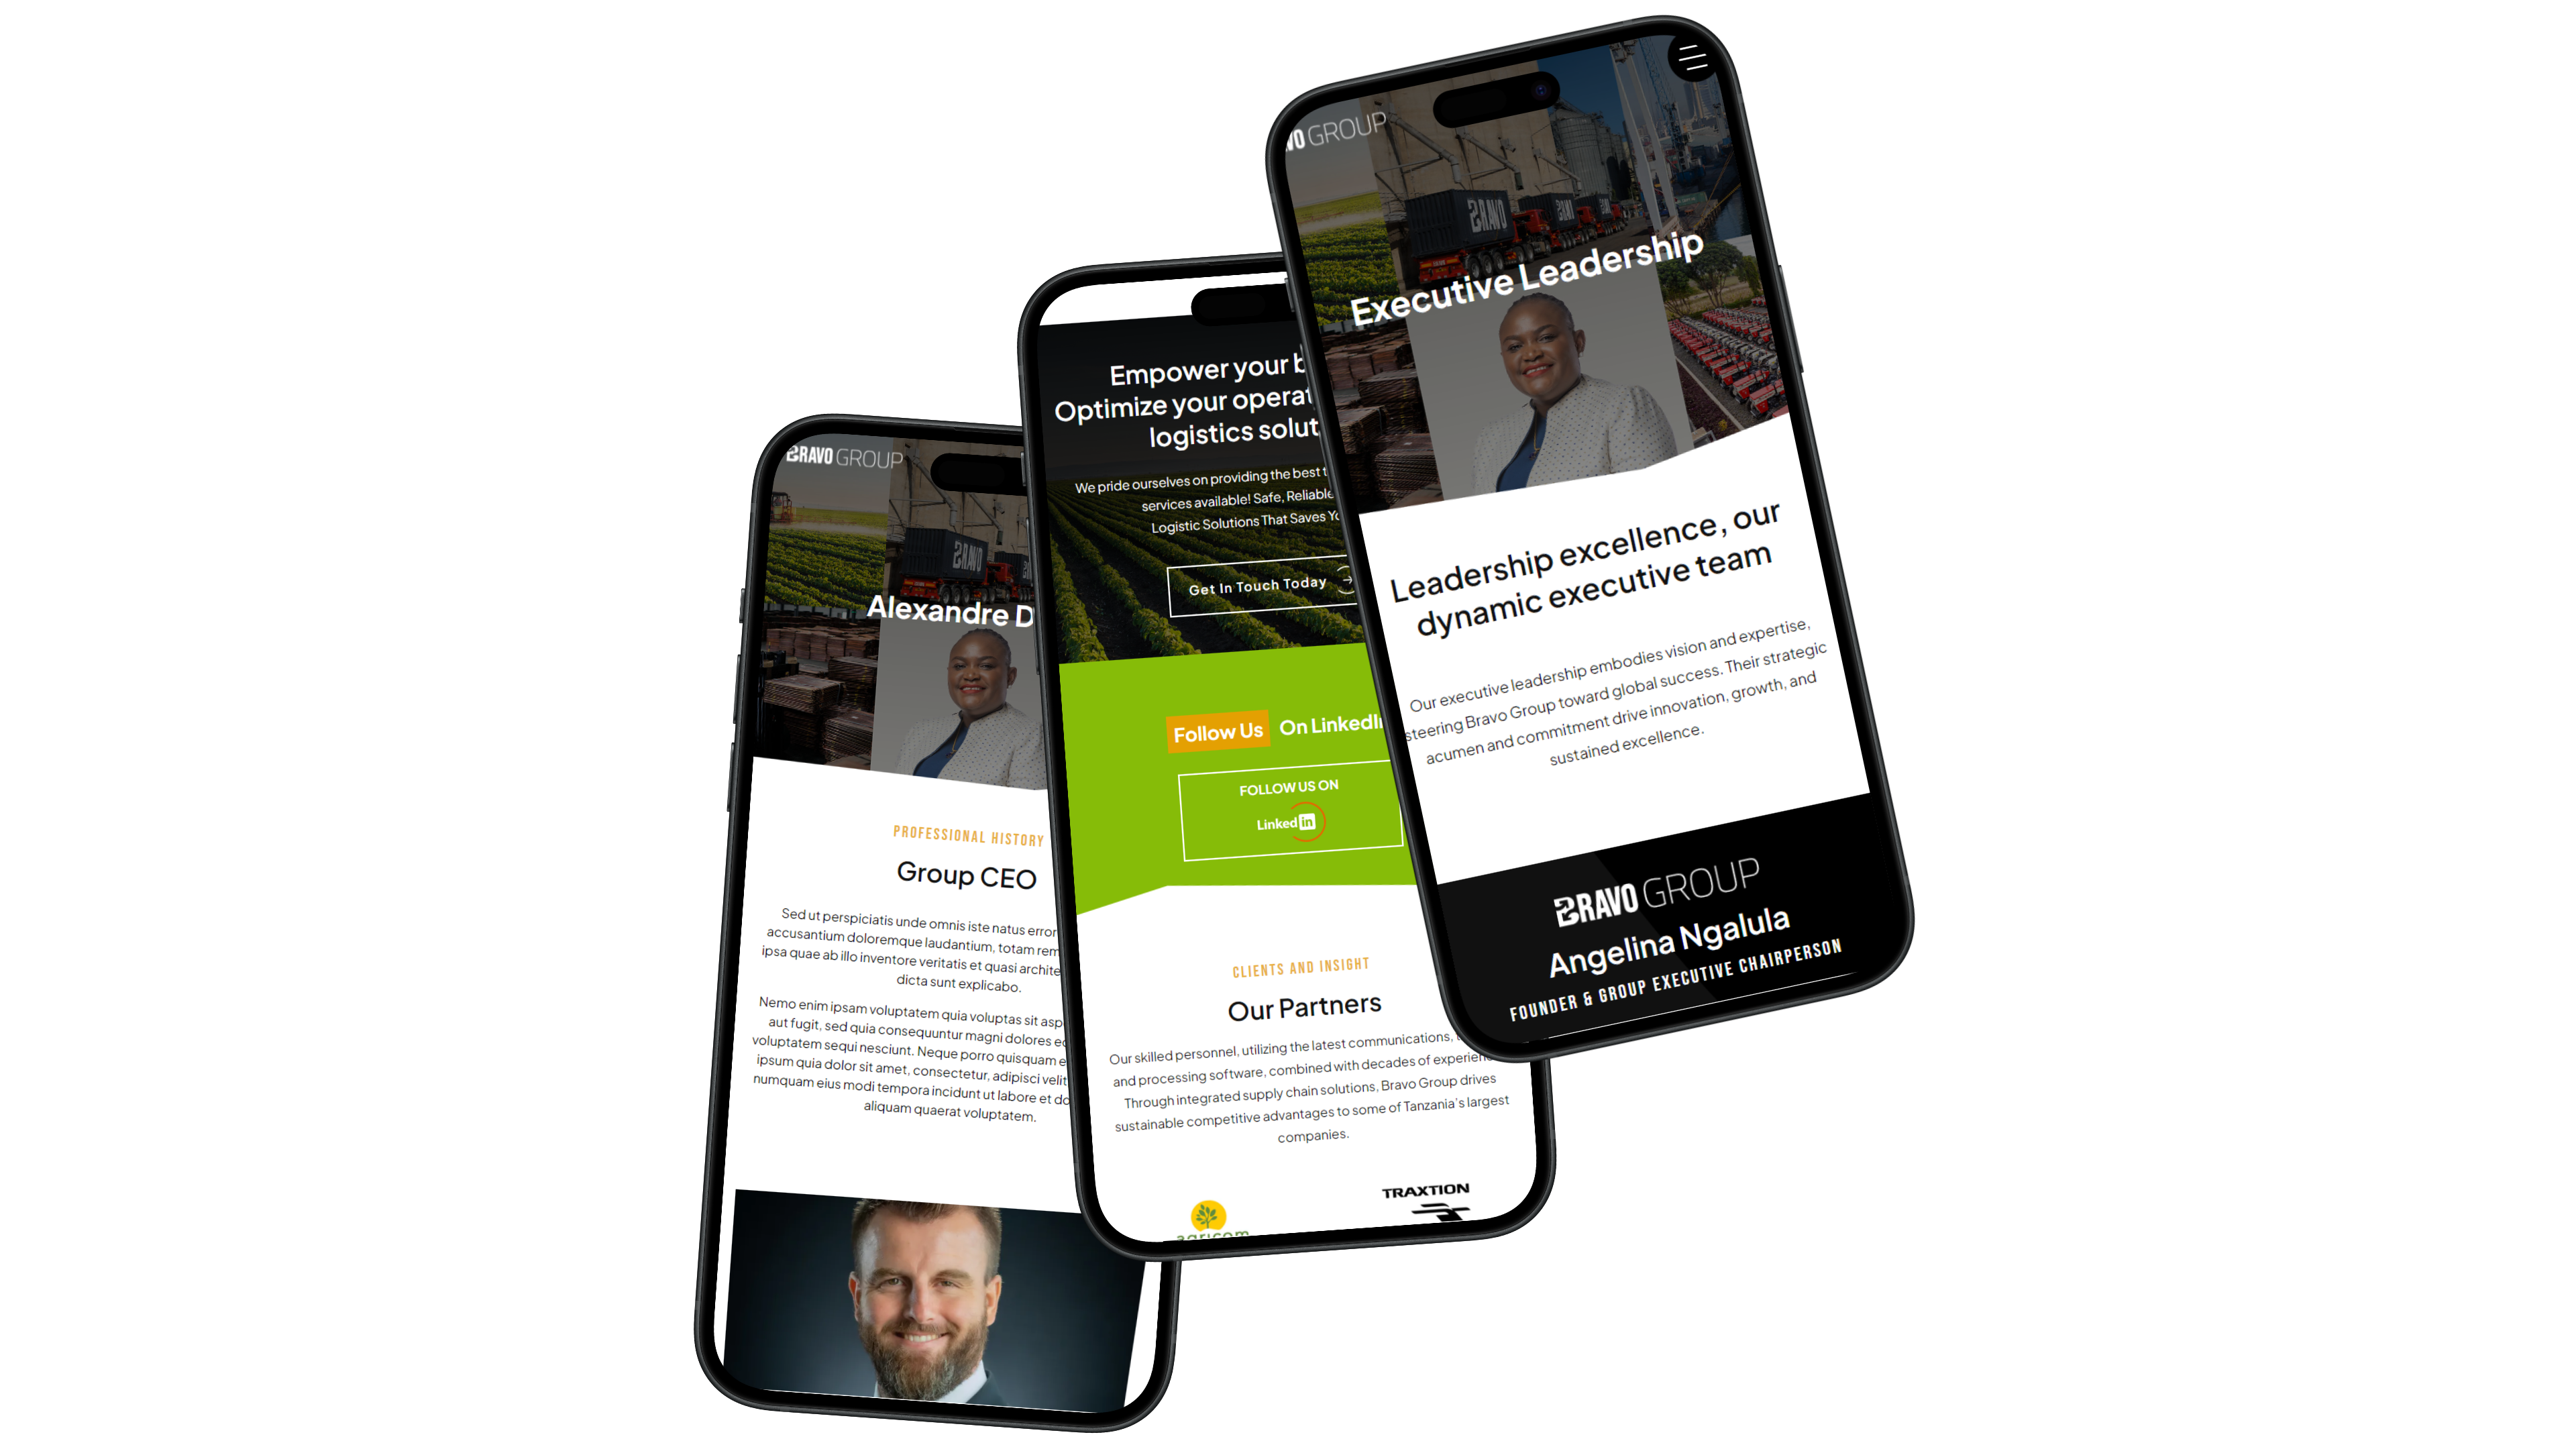 BRAVO GROUP
Alexandre
PROFESSIONAL HISTORY
Group CEO
Sed ut perspiciatis unde omnis iste natus error
accusantium doloremque laudantium, totam rem
ipsa quae ab illo inventore veritatis et quasi
dicta sunt explicabo.
Nemo enim ipsam voluptatem quia voluptas sit
aut fugit, sed quia consequuntur magni dolores
voluptatem sequi nesciunt. Neque porro quisquam
ipsum quia dolor sit amet, consectetur, adipisci velit
numquam eius modi tempora incidunt ut labore et
aliquam quaerat voluptatem.
Empower your
Optimize your
logistics
We pride ourselves on providing the best
services available! Safe, Reliable
Logistic Solutions That Saves
Get In Touch Today
Follow Us On LinkedIn
FOLLOW US ON
Linked in
CLIENTS AND INSIGHT
Our Partners
Our skilled personnel, utilizing the latest communications,
and processing software, combined with decades of experience
Through integrated supply chain solutions, Bravo Group drives
sustainable competitive advantages to some of Tanzania's largest
companies.
agricom
TRAXTION
GROUP
BRAVO
BRAVO
Executive Leadership
Leadership excellence, our
dynamic executive team
Our executive leadership embodies vision and expertise,
steering Bravo Group toward global success. Their strategic
acumen and commitment drive innovation, growth, and
sustained excellence.
BRAVO GROUP
Angelina Ngalula
FOUNDER & GROUP EXECUTIVE CHAIRPERSON